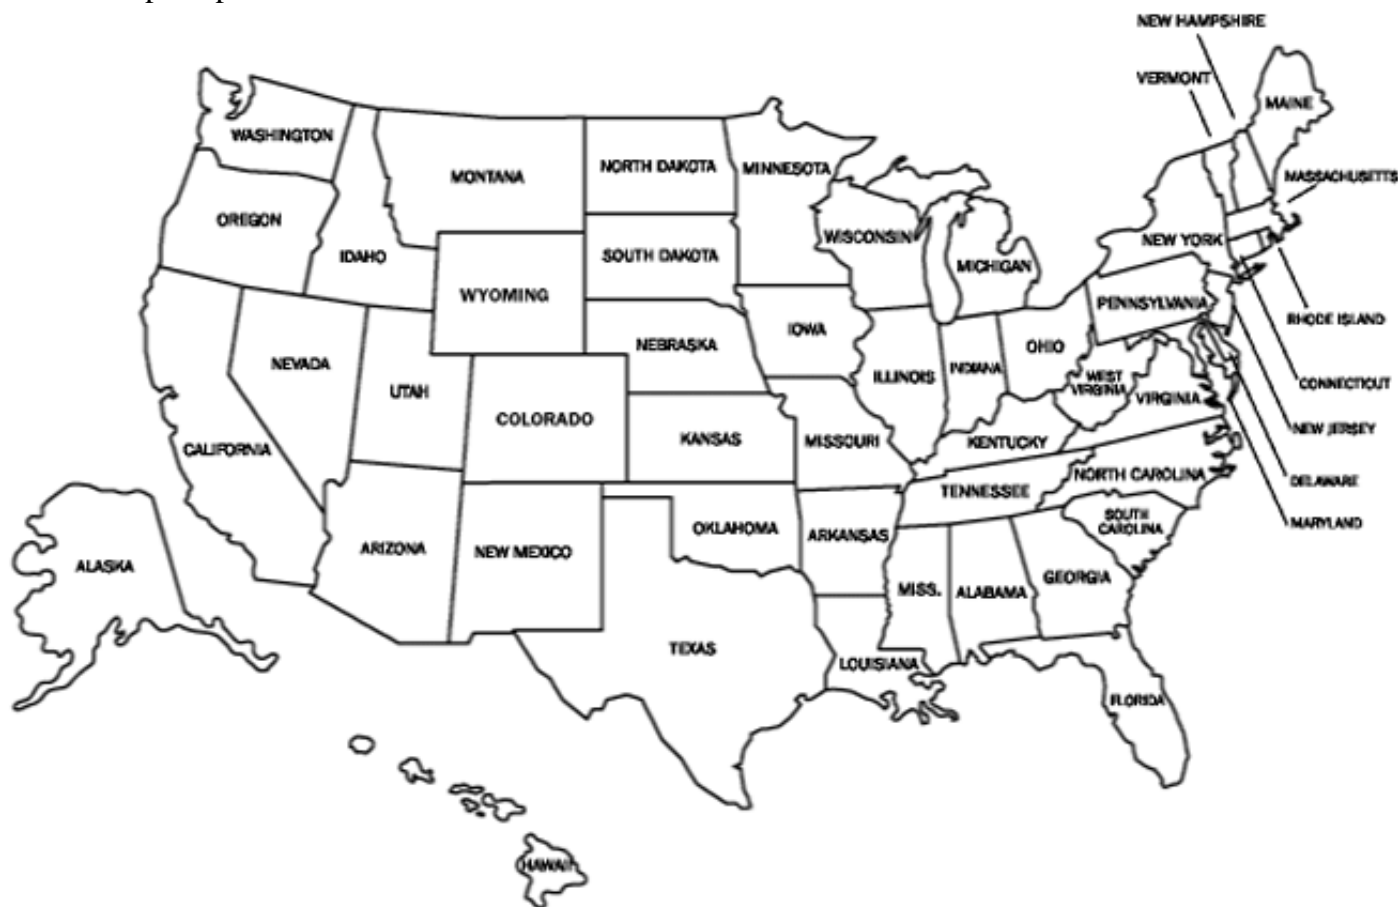 NEW HAMPSHIRE
VERMONT
MAINE
WASHINGTON
MONTANA
NORTH DAKOTA
MINNESOTA
MASSACHUSETTS
OREGON
IDAHO
SOUTH DAKOTA
WISCONSIN
MICHIGAN
NEW YORK
WYOMING
PENNSYLVANIA
RHODE ISLAND
IOWA
NEBRASKA
OHIO
NEVADA
UTAH
ILLINOIS
INDIANA
WEST
VIRGINIA
CONNECTICUT
COLORADO
VIRGINIA
NEW JERSEY
CALIFORNIA
KANSAS
MISSOURI
KENTUCKY
NORTH CAROLINA
DELAWARE
TENNESSEE
SOUTH
CAROLINA
MARYLAND
OKLAHOMA
ARKANSAS
ARIZONA
NEW MEXICO
ALASKA
MISS.
ALABAMA
GEORGIA
TEXAS
LOUISIANA
FLORIDA
HAWAII